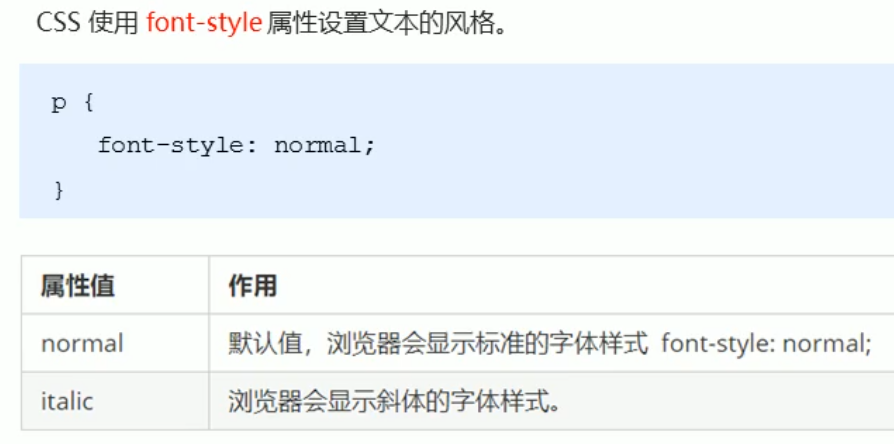 CSS 使用 font-style 属性设置文本的风格。
p {
font-style: normal;
}
属性值 作用
normal 默认值，浏览器会显示标准的字体样式 font-style: normal;
italic 浏览器会显示斜体的字体样式。